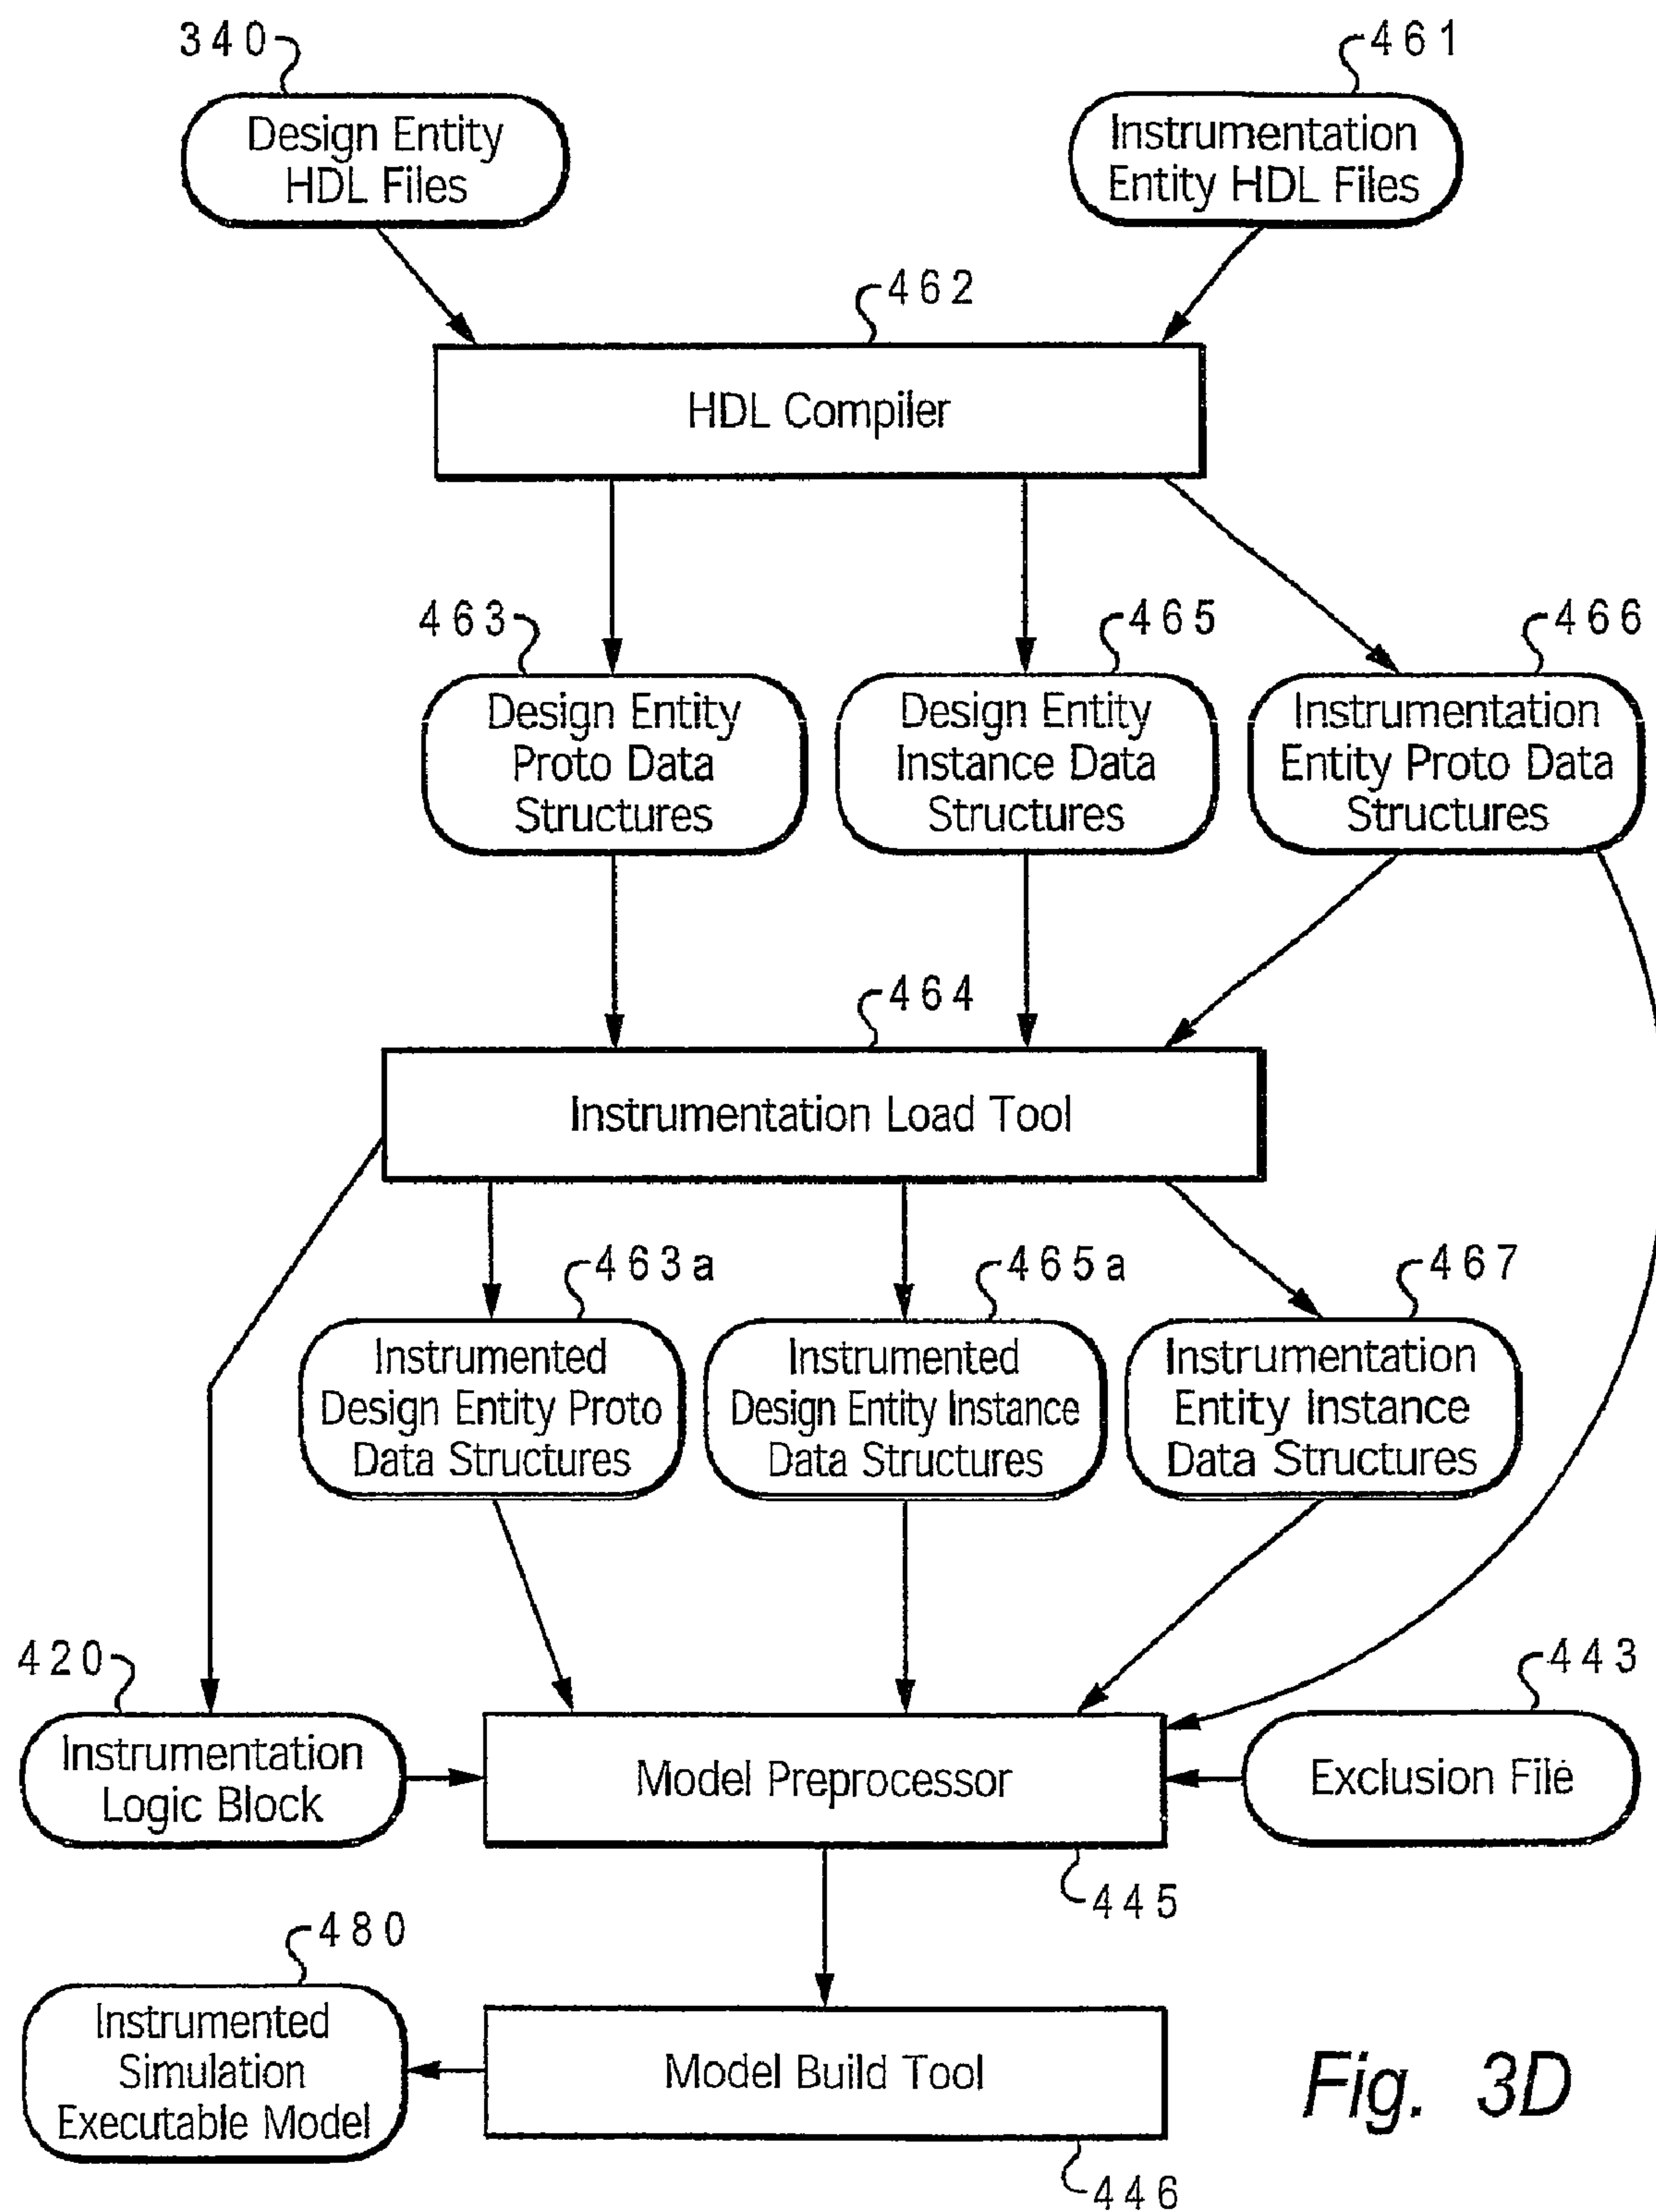 340
461
Design Entity
HDL Files
Instrumentation
Entity HDL Files
462
HDL Compiler
463
465
466
Design Entity
Proto Data
Structures
Design Entity
Instance Data
Structures
Instrumentation
Entity Proto Data
Structures
464
Instrumentation Load Tool
463a
465a
467
Instrumented
Design Entity Proto
Data Structures
Instrumented
Design Entity Instance
Data Structures
Instrumentation
Entity Instance
Data Structures
420
443
Instrumentation
Logic Block
Model Preprocessor
Exclusion File
445
480
Instrumented
Simulation
Executable Model
Model Build Tool
446
Fig. 3D